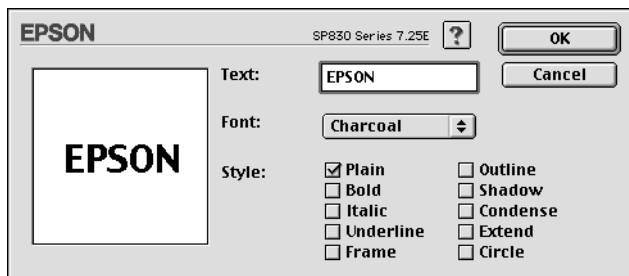 EPSON
SP830 Series 7.25E
?
OK
Text:
EPSON
Cancel
Font:
Charcoal
EPSON
Style:
Plain
Bold
Italic
Underline
Frame
Outline
Shadow
Condense
Extend
Circle